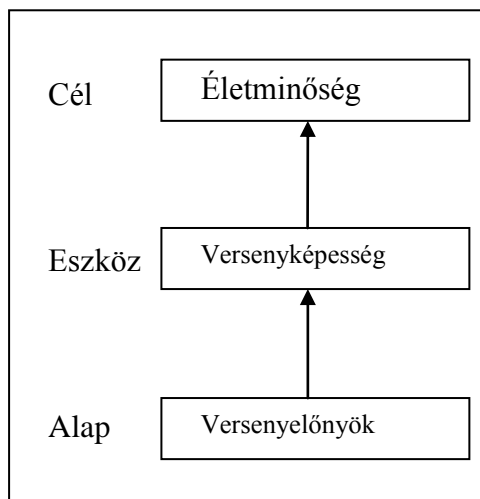 Cél Életminőség
Eszköz Versenyképesség
Alap Versenyelőnyök